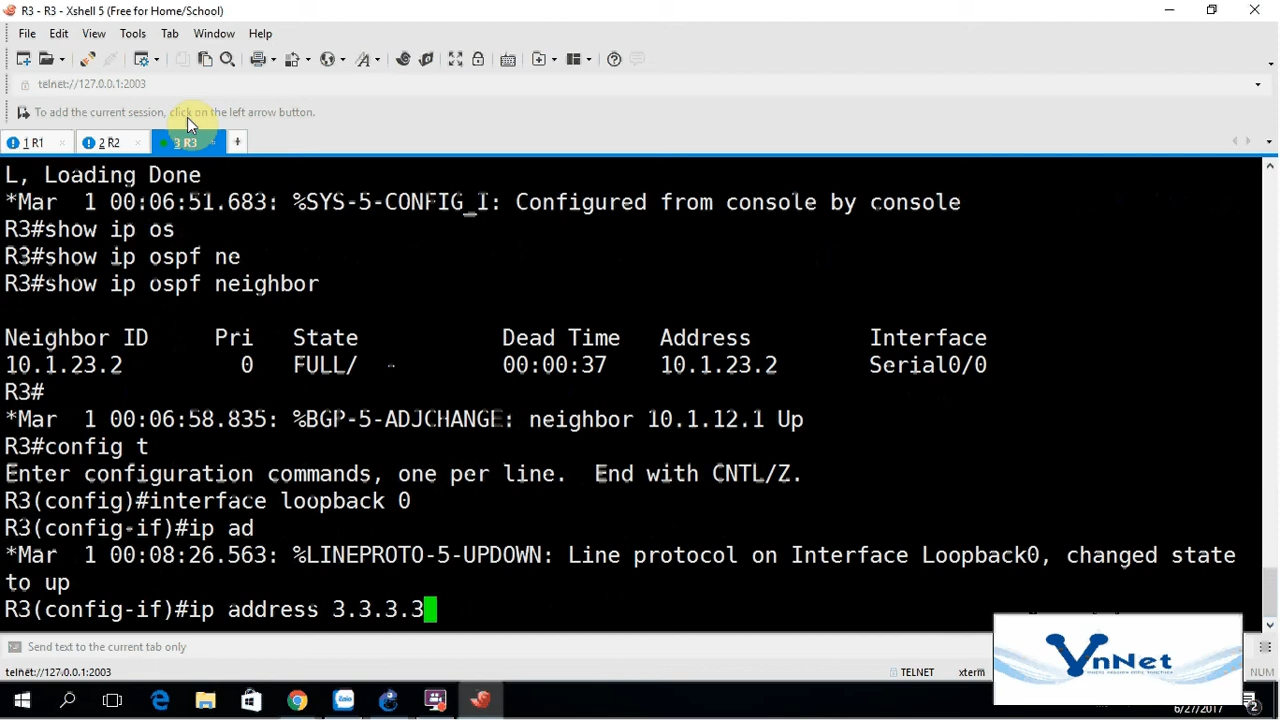 R3 - R3 - Xshell 5 (Free for Home/School)
File Edit View Tools Tab Window Help
telnet://127.0.0.1:2003
To add the current session, click on the left arrow button.
1 R1 2 R2 3 R3
L, Loading Done
*Mar 1 00:06:51.683: %SYS-5-CONFIG_I: Configured from console by console
R3#show ip os
R3#show ip ospf ne
R3#show ip ospf neighbor
Neighbor ID Pri State Dead Time Address Interface
10.1.23.2 0 FULL/ - 00:00:37 10.1.23.2 Serial0/0
R3#
*Mar 1 00:06:58.835: %BGP-5-ADJCHANGE: neighbor 10.1.12.1 Up
R3#config t
Enter configuration commands, one per line. End with CNTL/Z.
R3(config)#interface loopback 0
R3(config-if)#ip ad
*Mar 1 00:08:26.563: %LINEPROTO-5-UPDOWN: Line protocol on Interface Loopback0, changed state
to up
R3(config-if)#ip address 3.3.3.3
Send text to the current tab only
telnet://127.0.0.1:2003 TELNET xterm NUM
VnNet
Zalo
6/27/2017 2